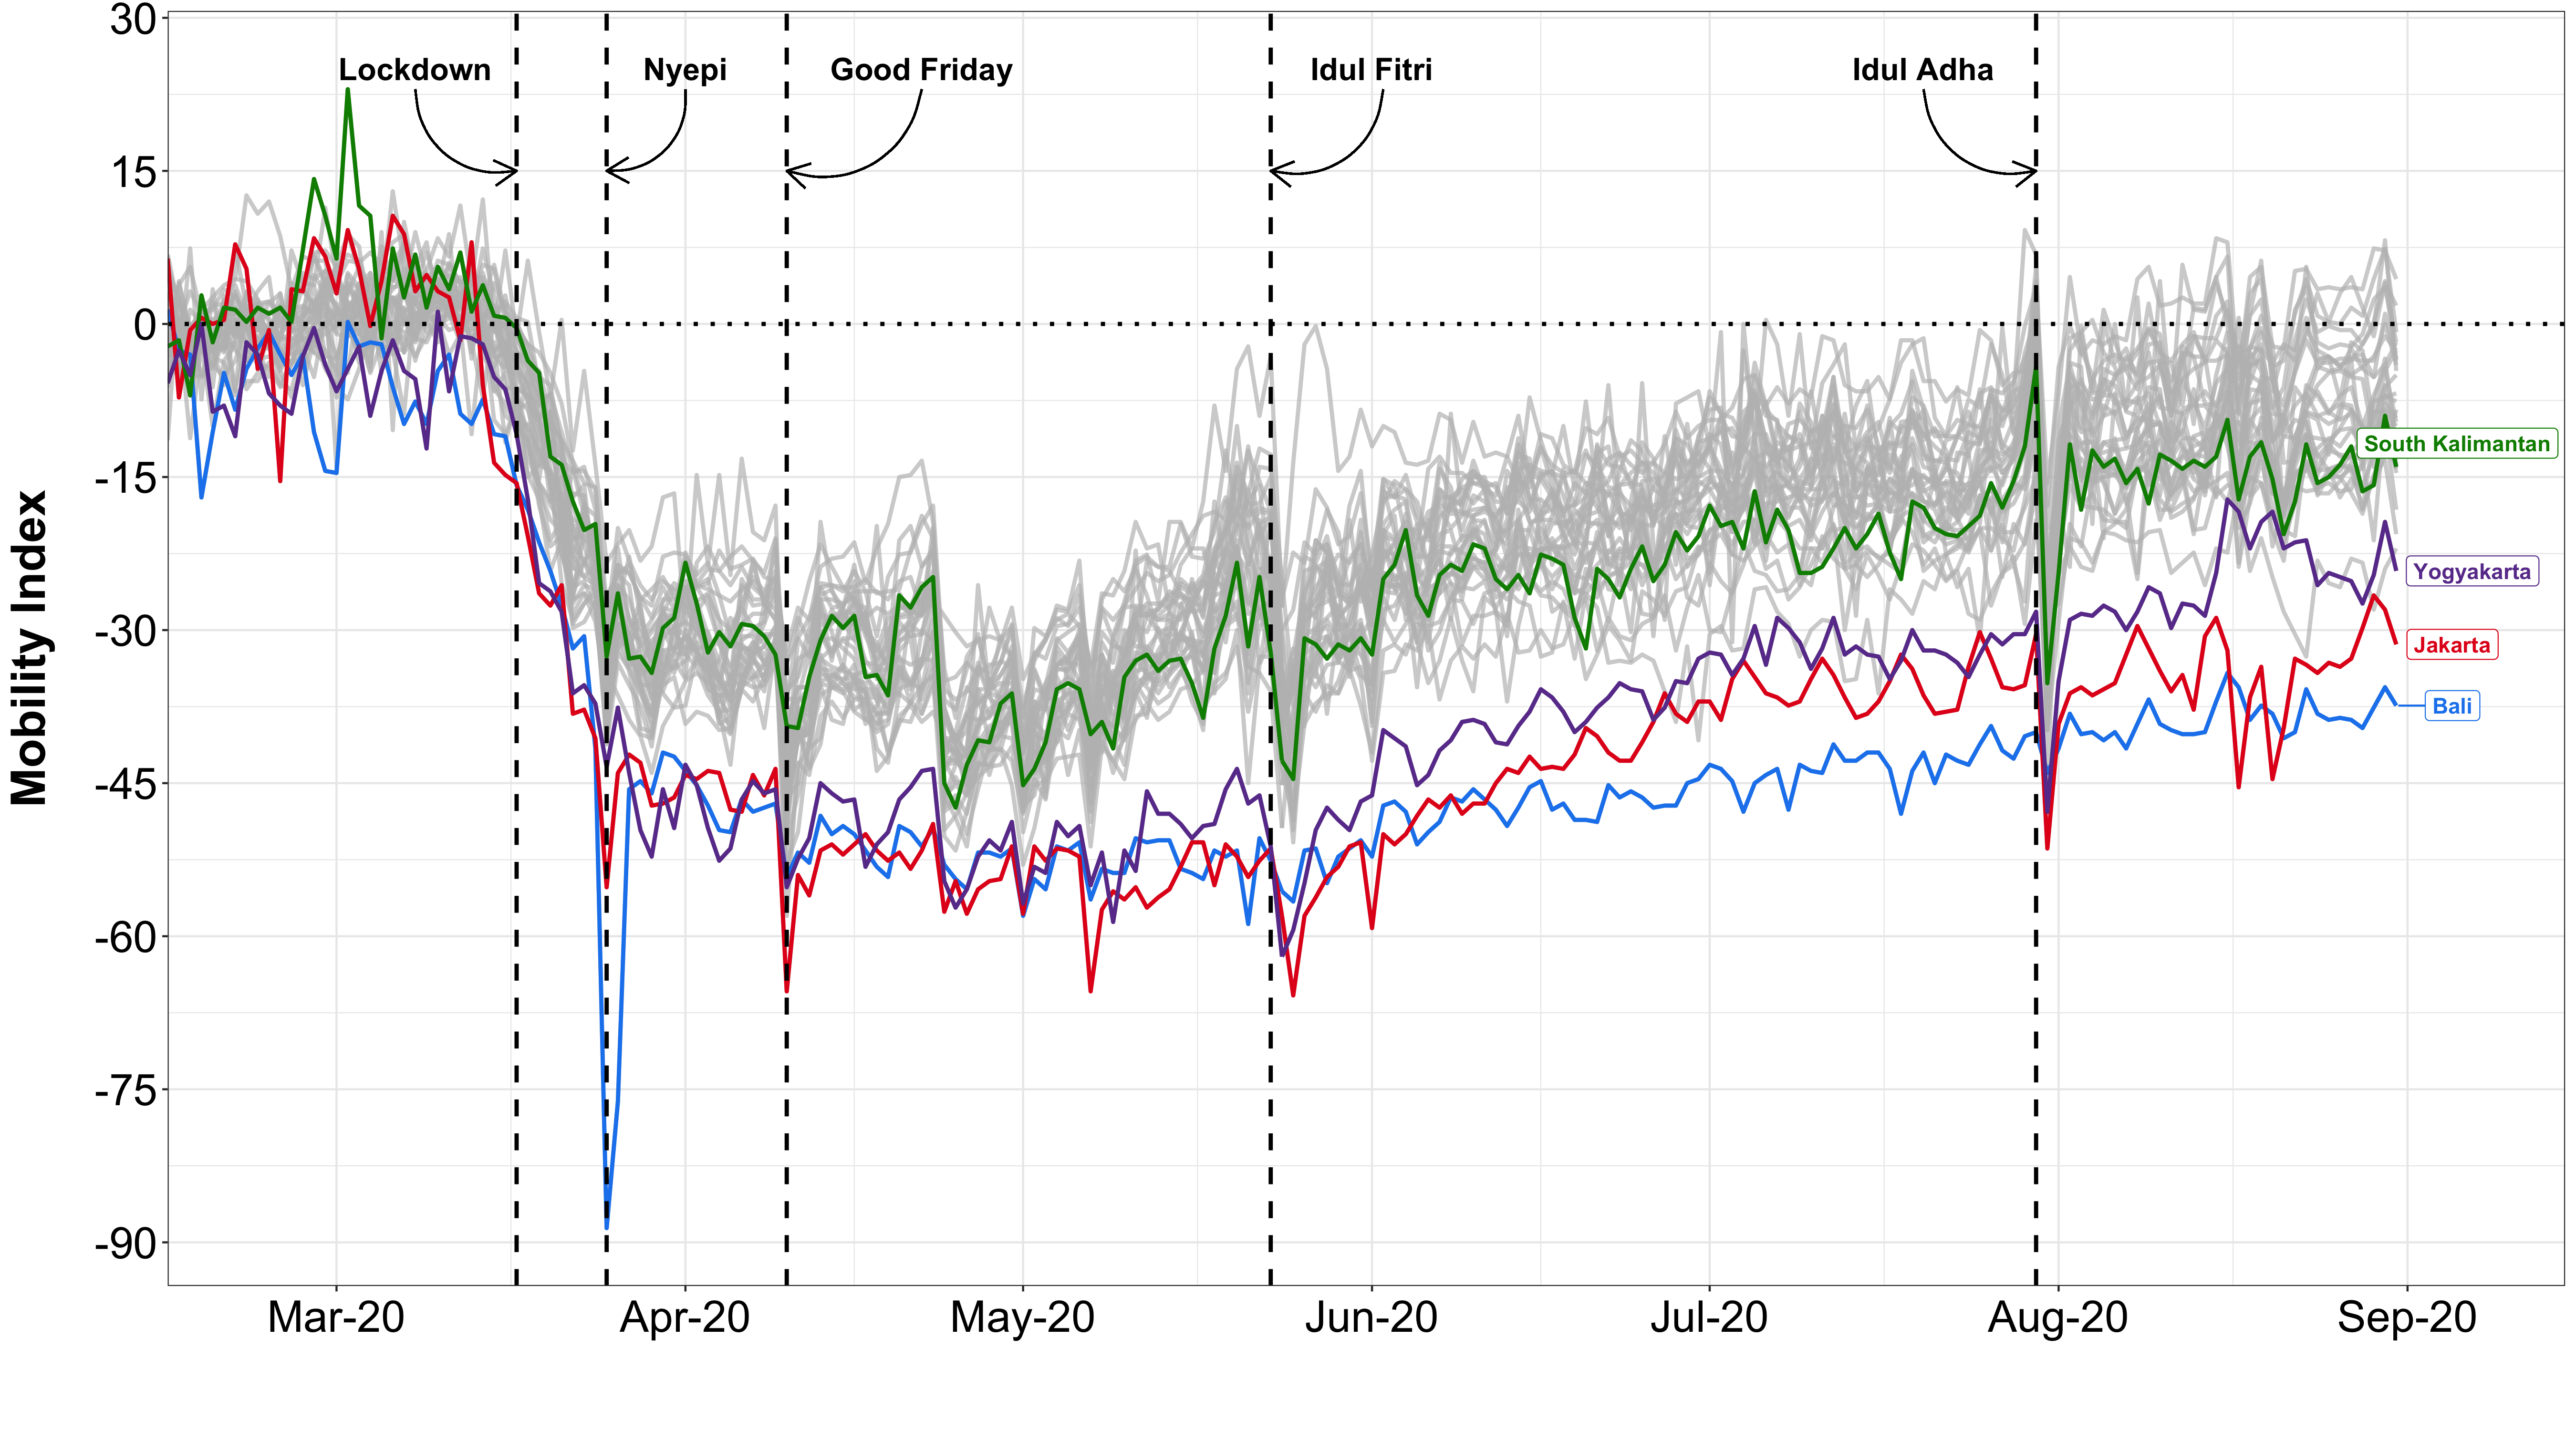 30
Lockdown
Nyepi
Good Friday
Idul Fitri
Idul Adha
15
0
-15
-30
-45
-60
-75
-90
Mobility Index
South Kalimantan
Yogyakarta
Jakarta
Bali
Mar-20
Apr-20
May-20
Jun-20
Jul-20
Aug-20
Sep-20